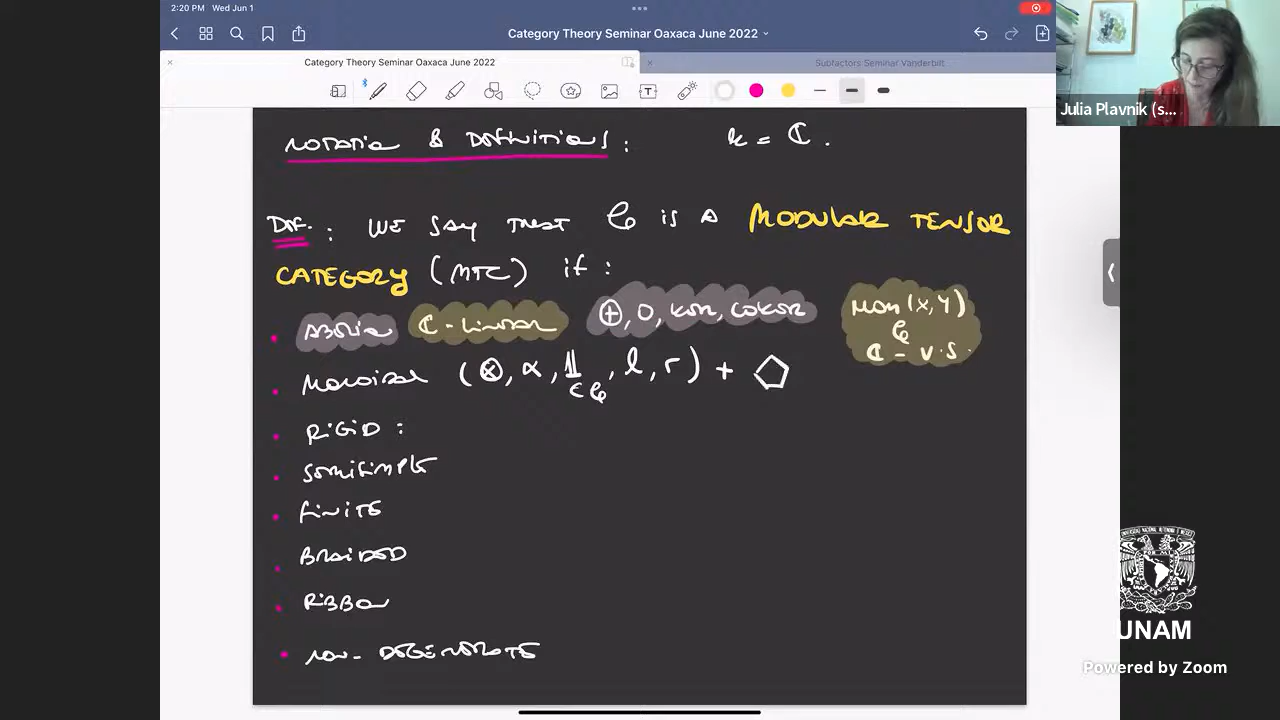 2:20 PM Wed Jun 1
Category Theory Seminar Oaxaca June 2022
Category Theory Seminar Oaxaca June 2022
Subfactors Seminar Vanderbilt
Julia Plavnik (s...
NOTATION & DEFINITIONS: k = ℂ.
DEF.: WE SAY THAT 𝒞 IS A MODULAR TENSOR
CATEGORY (MTC) if:
• ABELIAN ℂ-LINEAR ⊕, 0, KER, COKER Hom(X,Y)
𝒞
ℂ-V.S.
• MONOIDAL (⊗, α, 𝟙, l, r) + ⬠
∈ 𝒞
• RIGID:
• SEMISIMPLE
• FINITE
• BRAIDED
• RIBBON
• NON-DEGENERATE
UNAM
Powered by Zoom